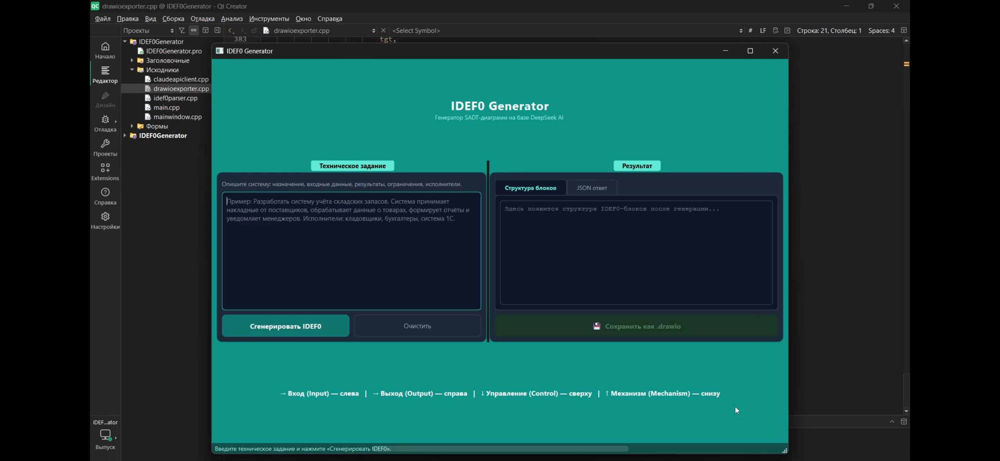 QC drawioexporter.cpp @ IDEF0Generator - Qt Creator
Файл Правка Вид Сборка Отладка Анализ Инструменты Окно Справка
Проекты
drawioexporter.cpp
<Select Symbol>
# LF Строка: 21, Столбец: 1 Spaces: 4
Начало
Редактор
Дизайн
Отладка
Проекты
Extensions
Справка
Настройки
IDEF...ator
Выпуск
IDEF0Generator
IDEF0Generator.pro
Заголовочные
Исходники
claudeapiclient.cpp
drawioexporter.cpp
idef0parser.cpp
main.cpp
mainwindow.cpp
Формы
IDEF0Generator
383 tgt,
IDEF0 Generator
IDEF0 Generator
Генератор SADT-диаграмм на базе DeepSeek AI
Техническое задание
Опишите систему: назначение, входные данные, результаты, ограничения, исполнители.
Пример: Разработать систему учёта складских запасов. Система принимает
накладные от поставщиков, обрабатывает данные о товарах, формирует отчёты и
уведомляет менеджеров. Исполнители: кладовщики, бухгалтеры, система 1С.
Сгенерировать IDEF0
Очистить
Результат
Структура блоков
JSON ответ
Здесь появится структура IDEF0-блоков после генерации...
Сохранить как .drawio
→ Вход (Input) — слева | → Выход (Output) — справа | ↓ Управление (Control) — сверху | ↑ Механизм (Mechanism) — снизу
Введите техническое задание и нажмите «Сгенерировать IDEF0».